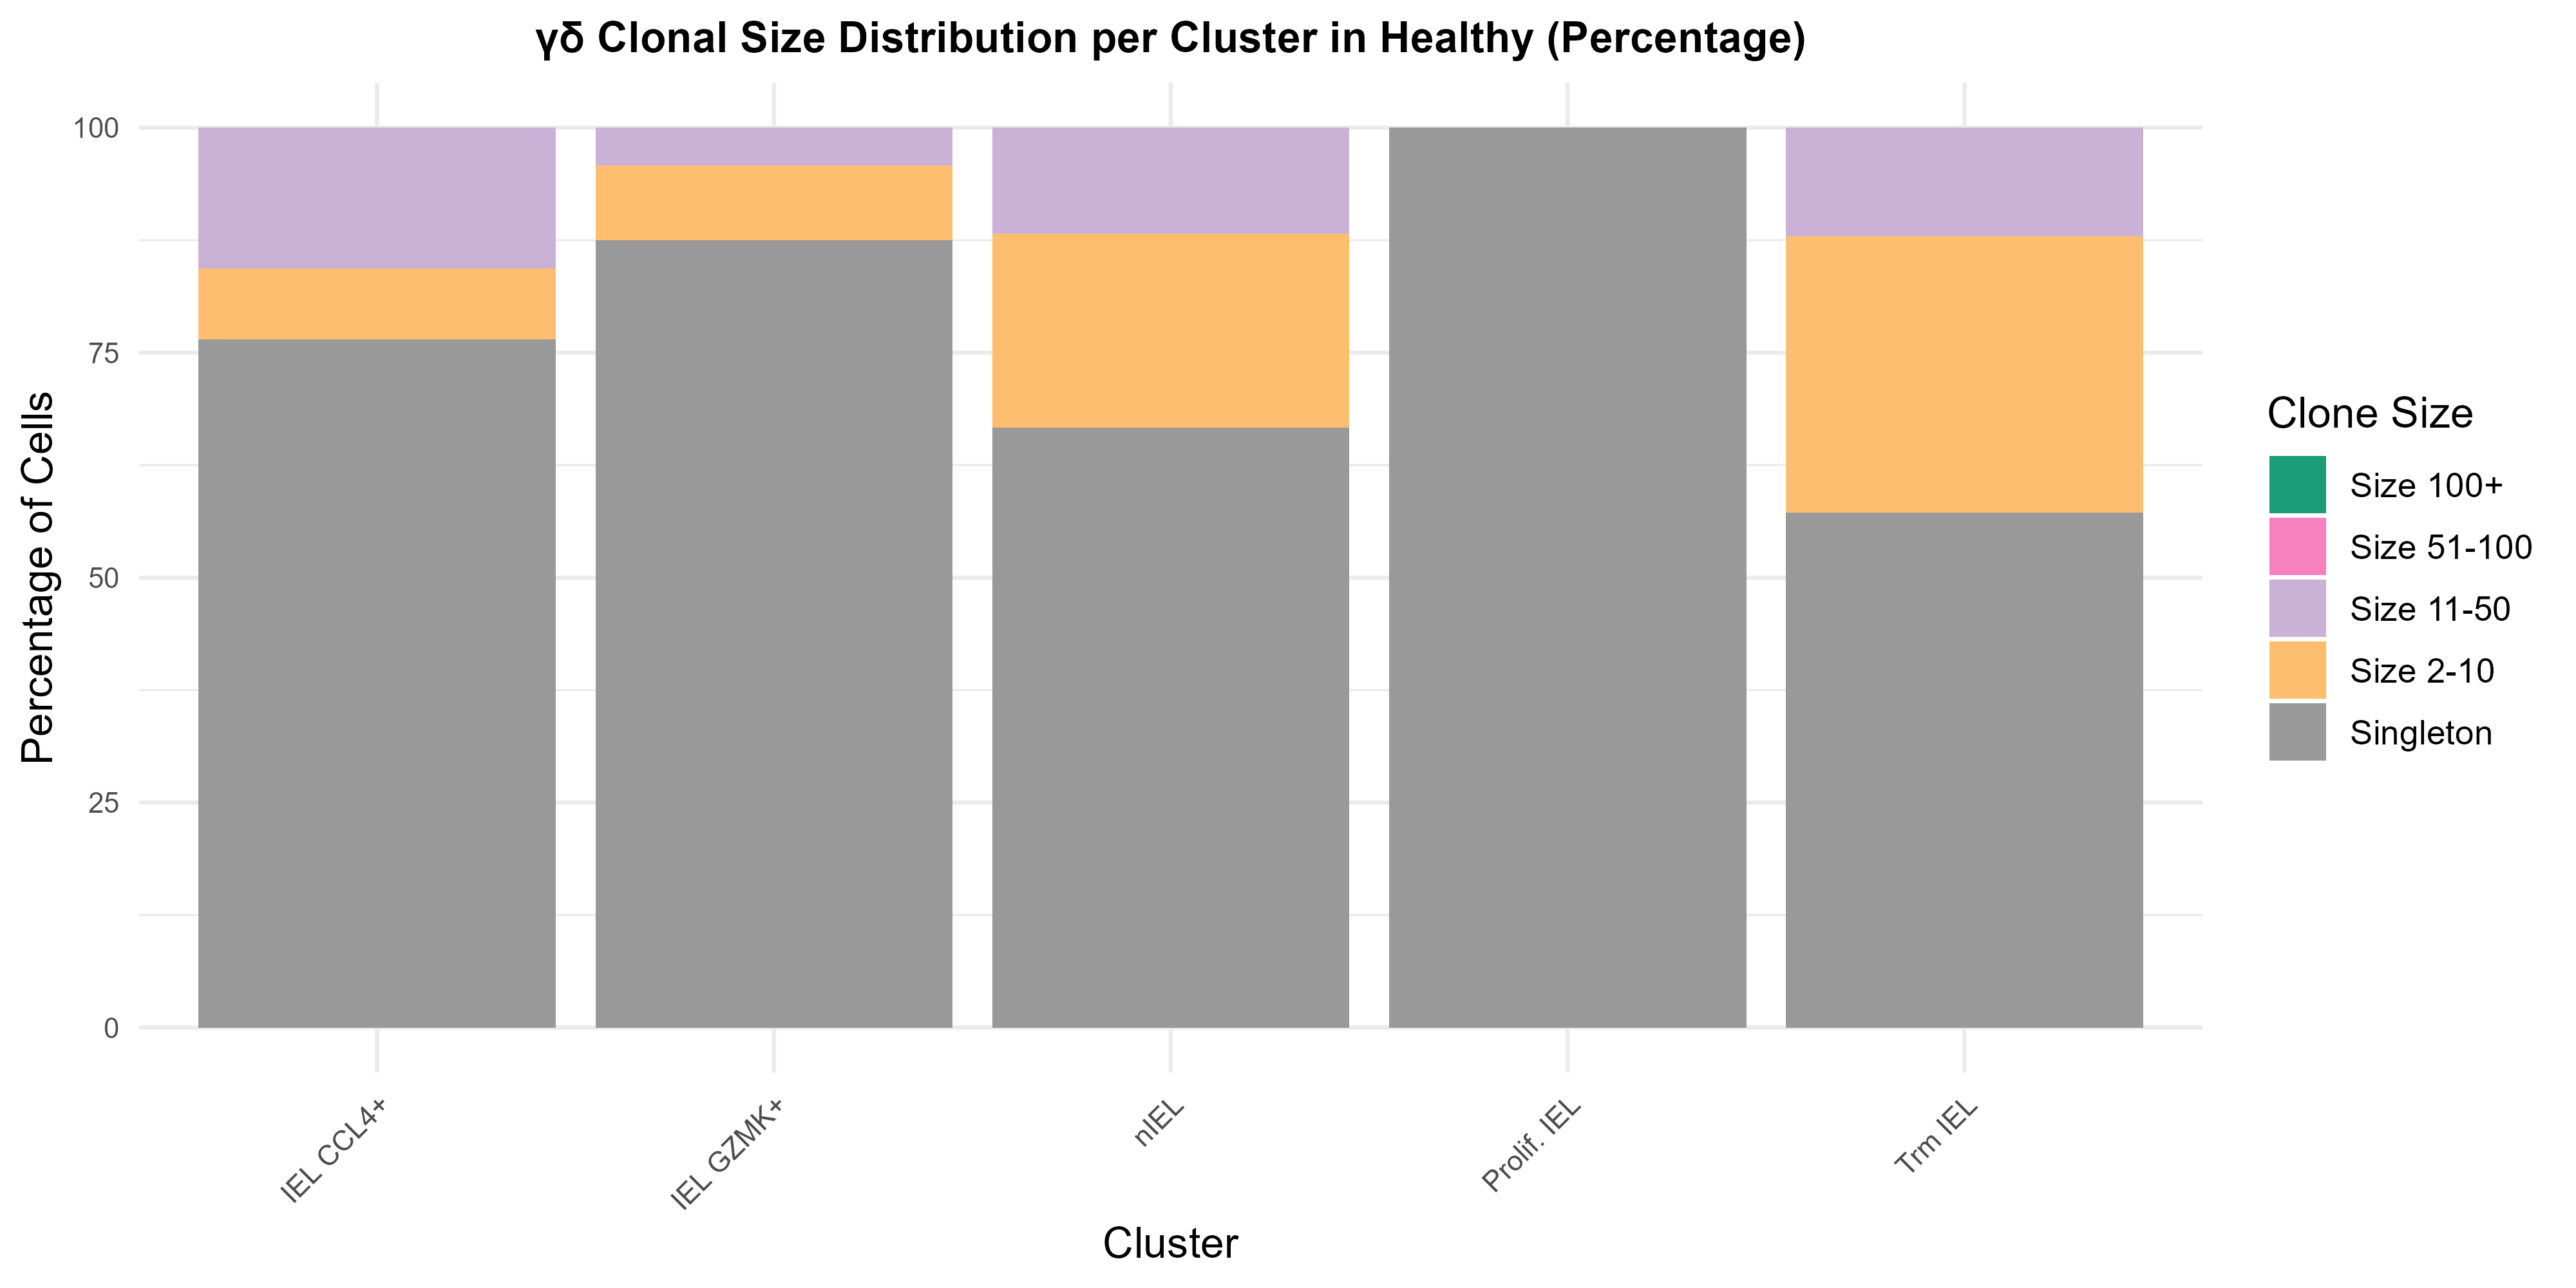 γδ Clonal Size Distribution per Cluster in Healthy (Percentage)
Percentage of Cells
100
75
50
25
0
IEL CCL4+
IEL GZMK+
nIEL
Prolif. IEL
Trm IEL
Cluster
Clone Size
Size 100+
Size 51-100
Size 11-50
Size 2-10
Singleton